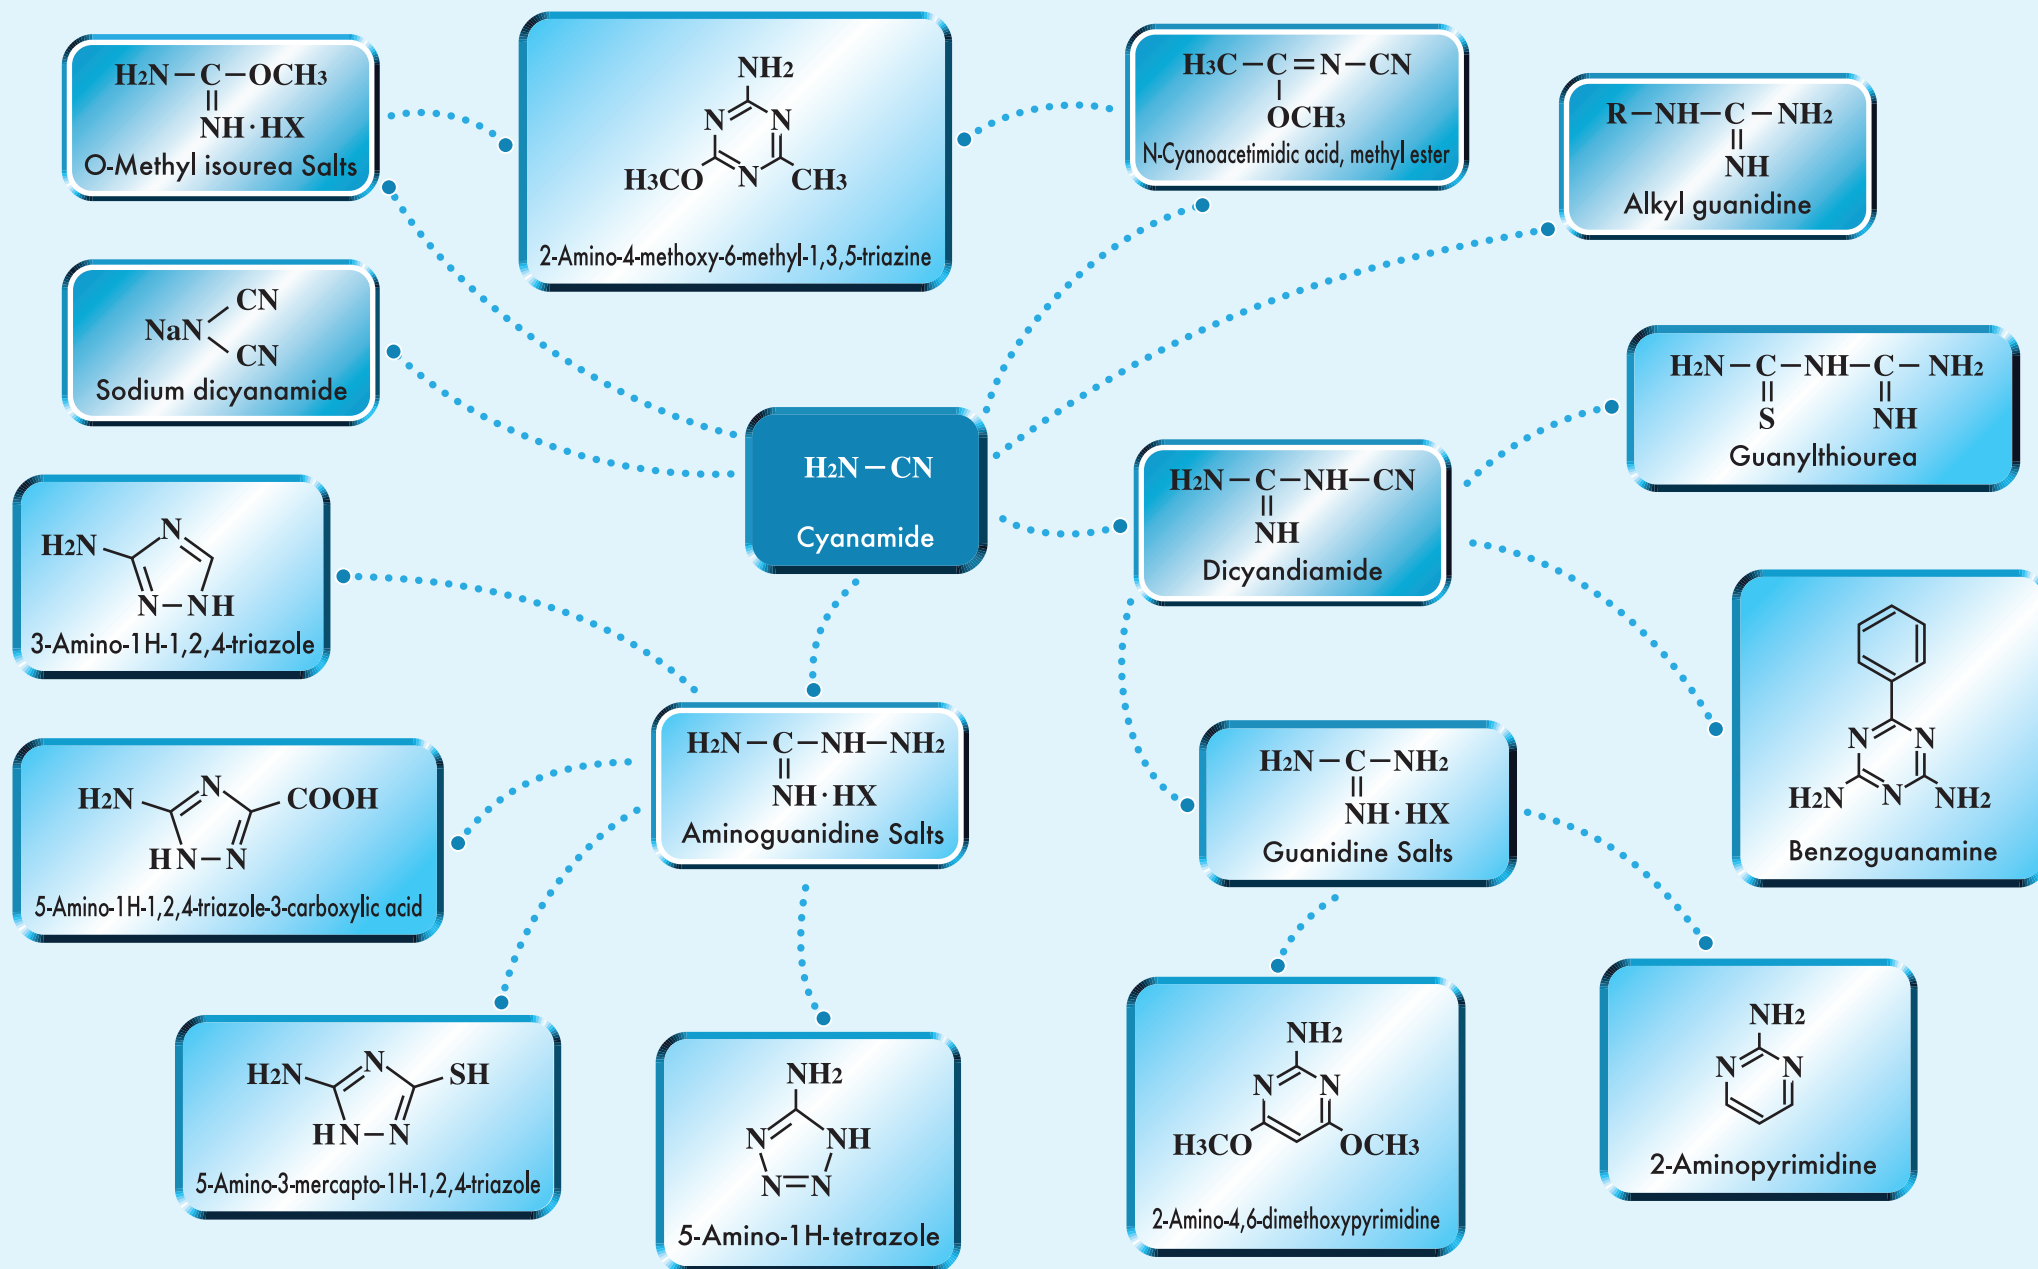 H2N–C–OCH3
NH·HX
O-Methyl isourea Salts
NH2
N N
H3CO N CH3
2-Amino-4-methoxy-6-methyl-1,3,5-triazine
H3C–C=N–CN
OCH3
N-Cyanoacetimidic acid, methyl ester
R–NH–C–NH2
NH
Alkyl guanidine
CN
NaN
CN
Sodium dicyanamide
H2N–CN
Cyanamide
H2N–C–NH–CN
NH
Dicyandiamide
H2N–C–NH–C–NH2
S NH
Guanylthiourea
H2N N
N–NH
3-Amino-1H-1,2,4-triazole
H2N–C–NH–NH2
NH·HX
Aminoguanidine Salts
H2N–C–NH2
NH·HX
Guanidine Salts
N N
H2N N NH2
Benzoguanamine
H2N N COOH
HN–N
5-Amino-1H-1,2,4-triazole-3-carboxylic acid
H2N N SH
HN–N
5-Amino-3-mercapto-1H-1,2,4-triazole
NH2
N NH
N=N
5-Amino-1H-tetrazole
NH2
N N
H3CO OCH3
2-Amino-4,6-dimethoxypyrimidine
NH2
N N
2-Aminopyrimidine